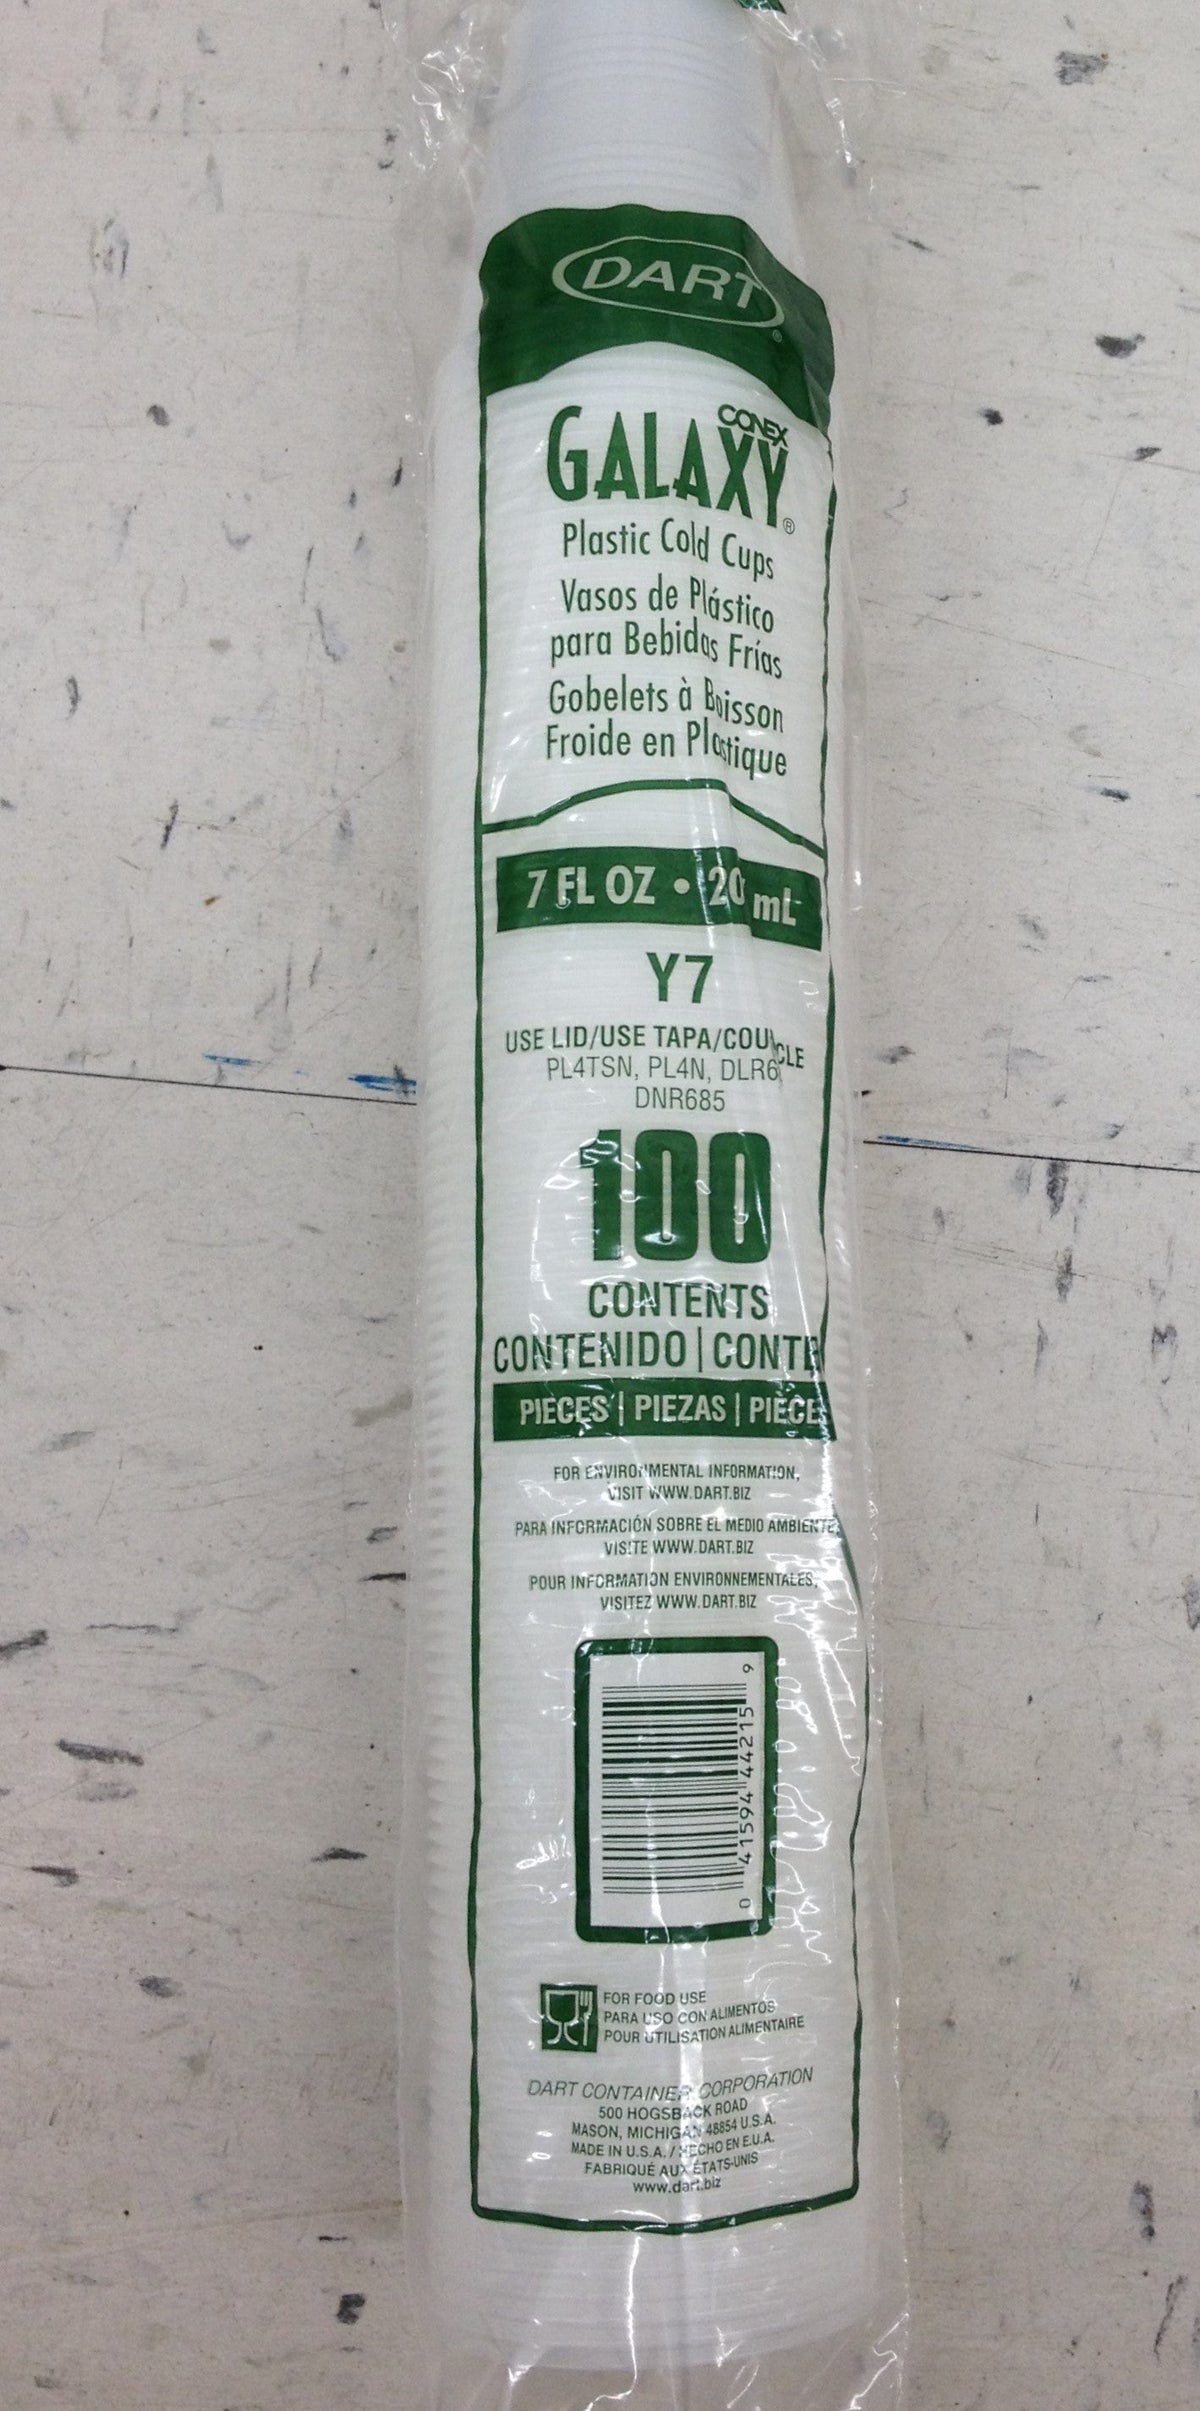 DART
®
CONEX
GALAXY®
Plastic Cold Cups
Vasos de Plástico
para Bebidas Frías
Gobelets à Boisson
Froide en Plastique
7 FL OZ • mL
Y7
USE LID/USE TAPA/COUVERCLE
PL4TSN, PL4N,
DNR685
100
CONTENTS
CONTENIDO | CONTE
PIECES | PIEZAS | PIÈCE
FOR ENVIRONMENTAL INFORMATION,
VISIT WWW.DART.BIZ
PARA INFORMACIÓN SOBRE EL MEDIO AMBIENTE,
VISITE WWW.DART.BIZ
POUR INFORMATION ENVIRONNEMENTALES,
VISITEZ WWW.DART.BIZ
0 41594 44215 9
FOR FOOD USE
PARA USO CON ALIMENTOS
POUR UTILISATION ALIMENTAIRE
DART CONTAINER CORPORATION
500 HOGSBACK ROAD
MASON, MICHIGAN 48854 U.S.A.
MADE IN U.S.A. / HECHO EN E.U.A.
FABRIQUÉ AUX ÉTATS-UNIS
www.dart.biz